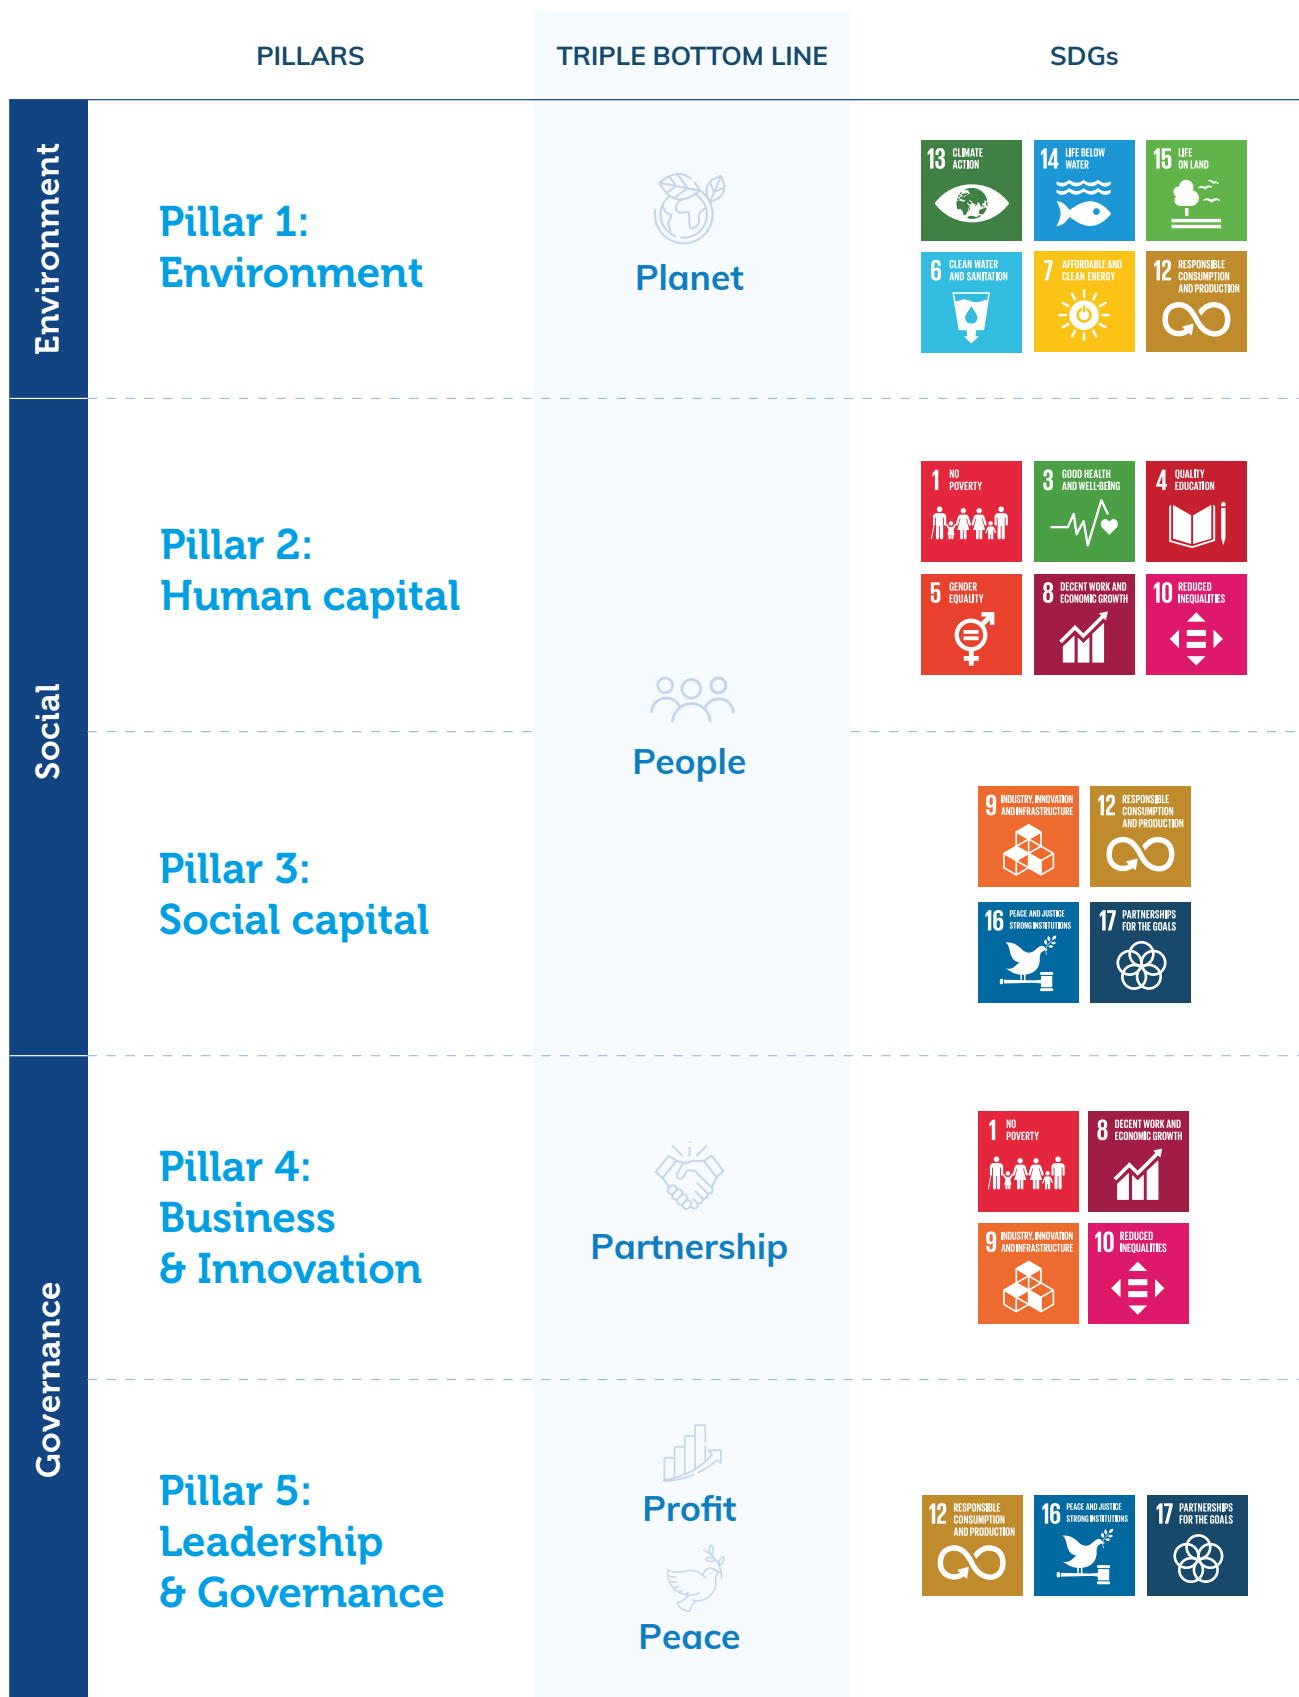 PILLARS
TRIPLE BOTTOM LINE
SDGs
Environment
Pillar 1:
Environment
Planet
13 CLIMATE
ACTION
14 LIFE BELOW
WATER
15 LIFE
ON LAND
6 CLEAN WATER
AND SANITATION
7 AFFORDABLE AND
CLEAN ENERGY
12 RESPONSIBLE
CONSUMPTION
AND PRODUCTION
Social
Pillar 2:
Human capital
People
1 NO
POVERTY
3 GOOD HEALTH
AND WELL-BEING
4 QUALITY
EDUCATION
5 GENDER
EQUALITY
8 DECENT WORK AND
ECONOMIC GROWTH
10 REDUCED
INEQUALITIES
Pillar 3:
Social capital
9 INDUSTRY, INNOVATION
AND INFRASTRUCTURE
12 RESPONSIBLE
CONSUMPTION
AND PRODUCTION
16 PEACE AND JUSTICE
STRONG INSTITUTIONS
17 PARTNERSHIPS
FOR THE GOALS
Governance
Pillar 4:
Business
& Innovation
Partnership
1 NO
POVERTY
8 DECENT WORK AND
ECONOMIC GROWTH
9 INDUSTRY, INNOVATION
AND INFRASTRUCTURE
10 REDUCED
INEQUALITIES
Pillar 5:
Leadership
& Governance
Profit
Peace
12 RESPONSIBLE
CONSUMPTION
AND PRODUCTION
16 PEACE AND JUSTICE
STRONG INSTITUTIONS
17 PARTNERSHIPS
FOR THE GOALS